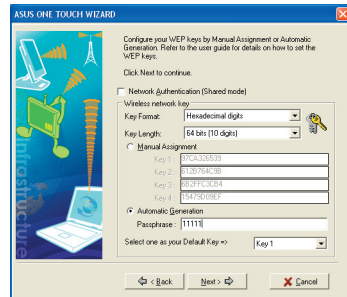 ASUS ONE TOUCH WIZARD
Configure your WEP keys by Manual Assignment or Automatic
Generation. Refer to the user guide for details on how to set the
WEP keys.
Click Next to continue.
Network Authentication (Shared mode)
Wireless network key
Key Format: Hexadecimal digits
Key Length: 64 bits (10 digits)
Manual Assignment
Key 1: 97CA326539
Key 2: 612B764C9B
Key 3: 6B2FFC3CB4
Key 4: 15479D09EF
Automatic Generation
Passphrase : 11111
Select one as your Default Key => Key 1
< Back
Next >
Cancel
Infrastructure